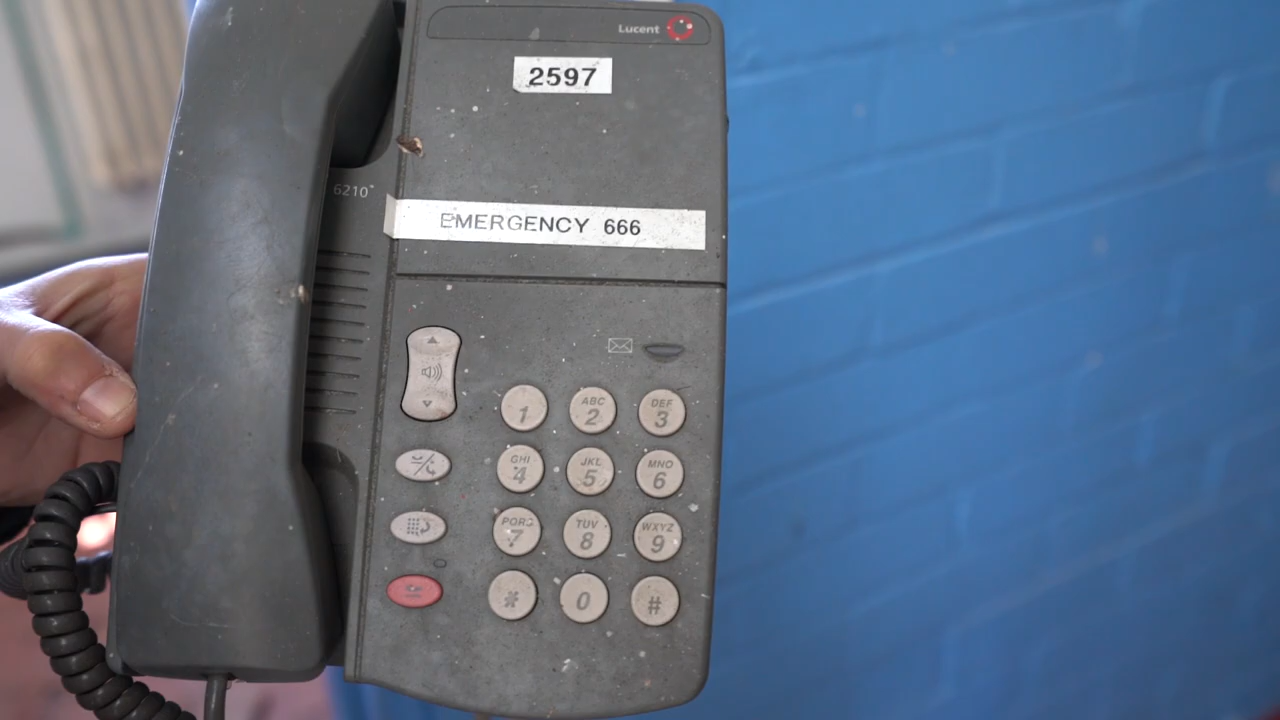 Lucent
2597
6210
EMERGENCY 666
1
ABC
2
DEF
3
GHI
4
JKL
5
MNO
6
PQRS
7
TUV
8
WXYZ
9
*
0
#